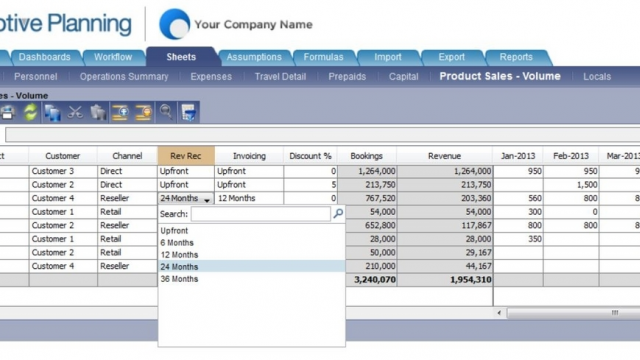 ptive Planning Your Company Name
Dashboards Workflow Sheets Assumptions Formulas Import Export Reports
Personnel Operations Summary Expenses Travel Detail Prepaids Capital Product Sales - Volume Locals
es - Volume
ct Customer Channel Rev Rec Invoicing Discount % Bookings Revenue Jan-2013 Feb-2013 Mar-2013
Customer 3 Direct Upfront Upfront 0 1,264,000 1,264,000 950 950 95
Customer 2 Direct Upfront Upfront 5 213,750 213,750 1,500
Customer 4 Reseller 24 Months 12 Months 0 767,520 203,360 560 800 80
Customer 1 Retail Search: 54,000 54,000 300 0
Customer 2 Reseller Upfront 652,800 117,867 800 800 80
Customer 1 Retail 6 Months 28,000 28,000 350
Customer 2 Retail 12 Months 50,000 29,167
Customer 4 Reseller 24 Months 210,000 44,167
36 Months 3,240,070 1,954,310